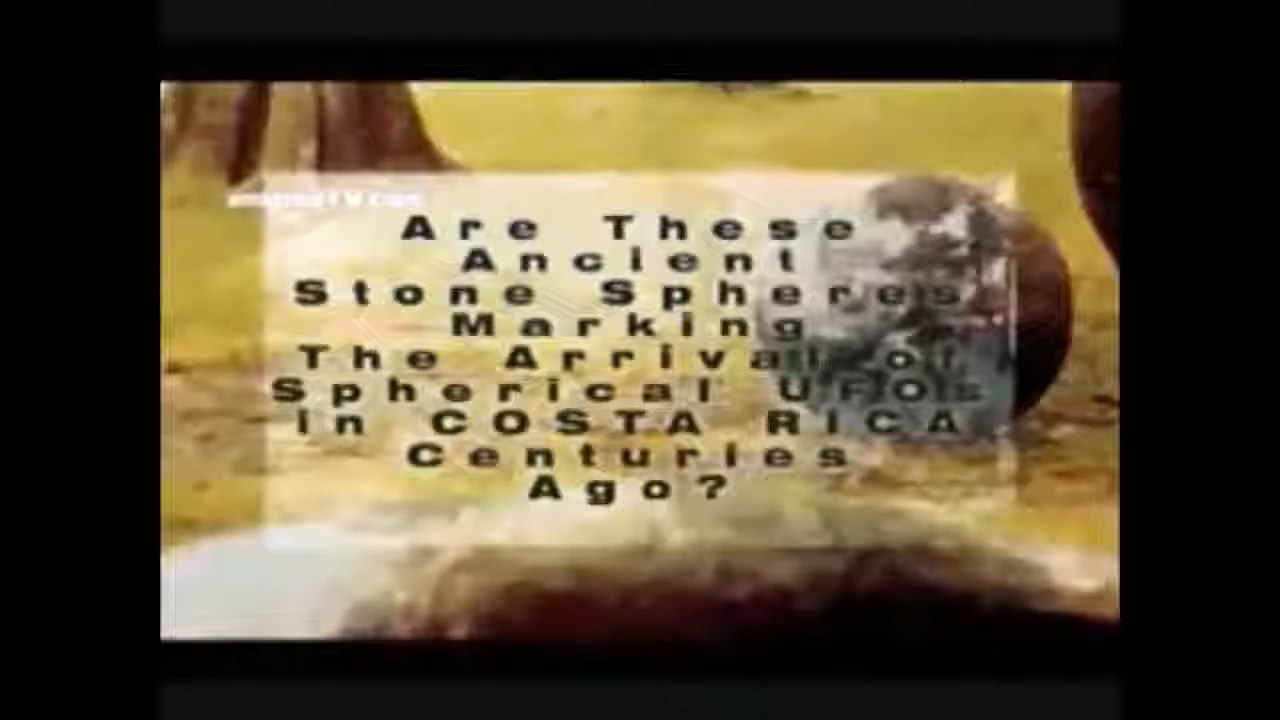 Are These
Ancient
Stone Spheres
Marking
The Arrival of
Spherical UFOs
in COSTA RICA
Centuries
Ago?